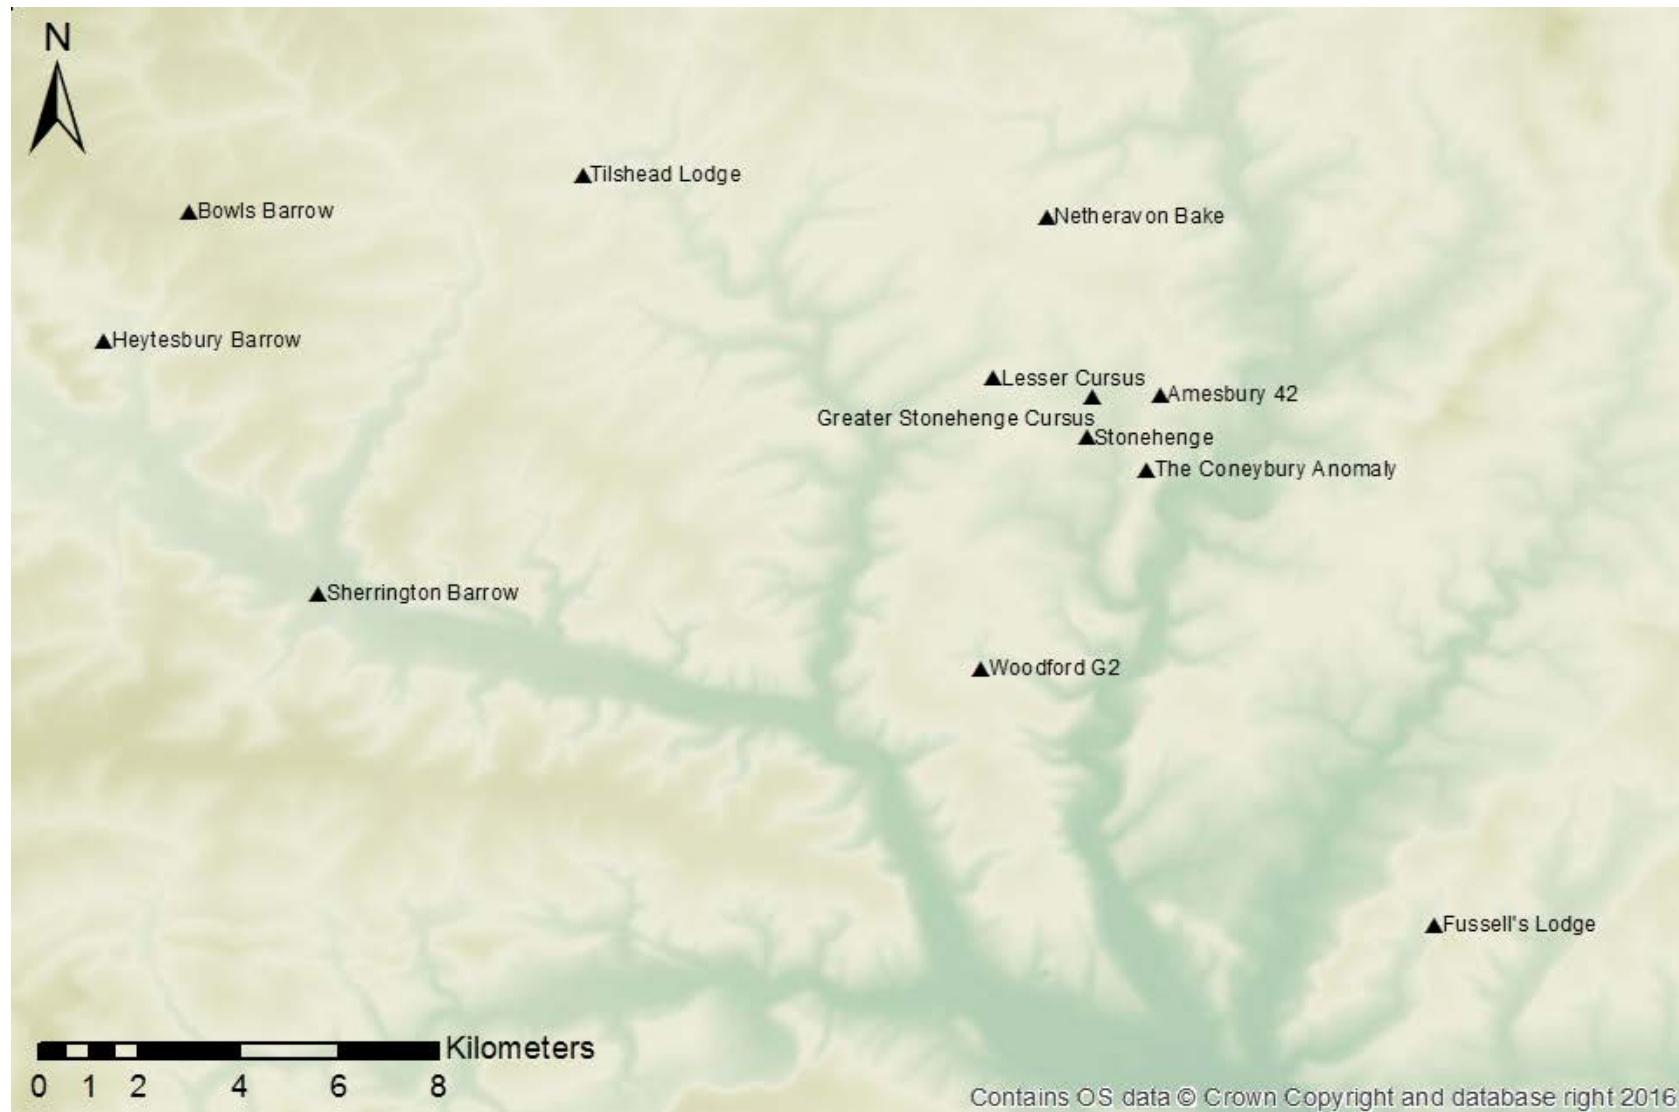 N
Tilshead Lodge
Bowls Barrow
Netheravon Bake
Heytesbury Barrow
Lesser Cursus
Amesbury 42
Greater Stonehenge Cursus
Stonehenge
The Coneybury Anomaly
Sherrington Barrow
Woodford G2
Fussell's Lodge
Kilometers
0 1 2 4 6 8
Contains OS data © Crown Copyright and database right 2016